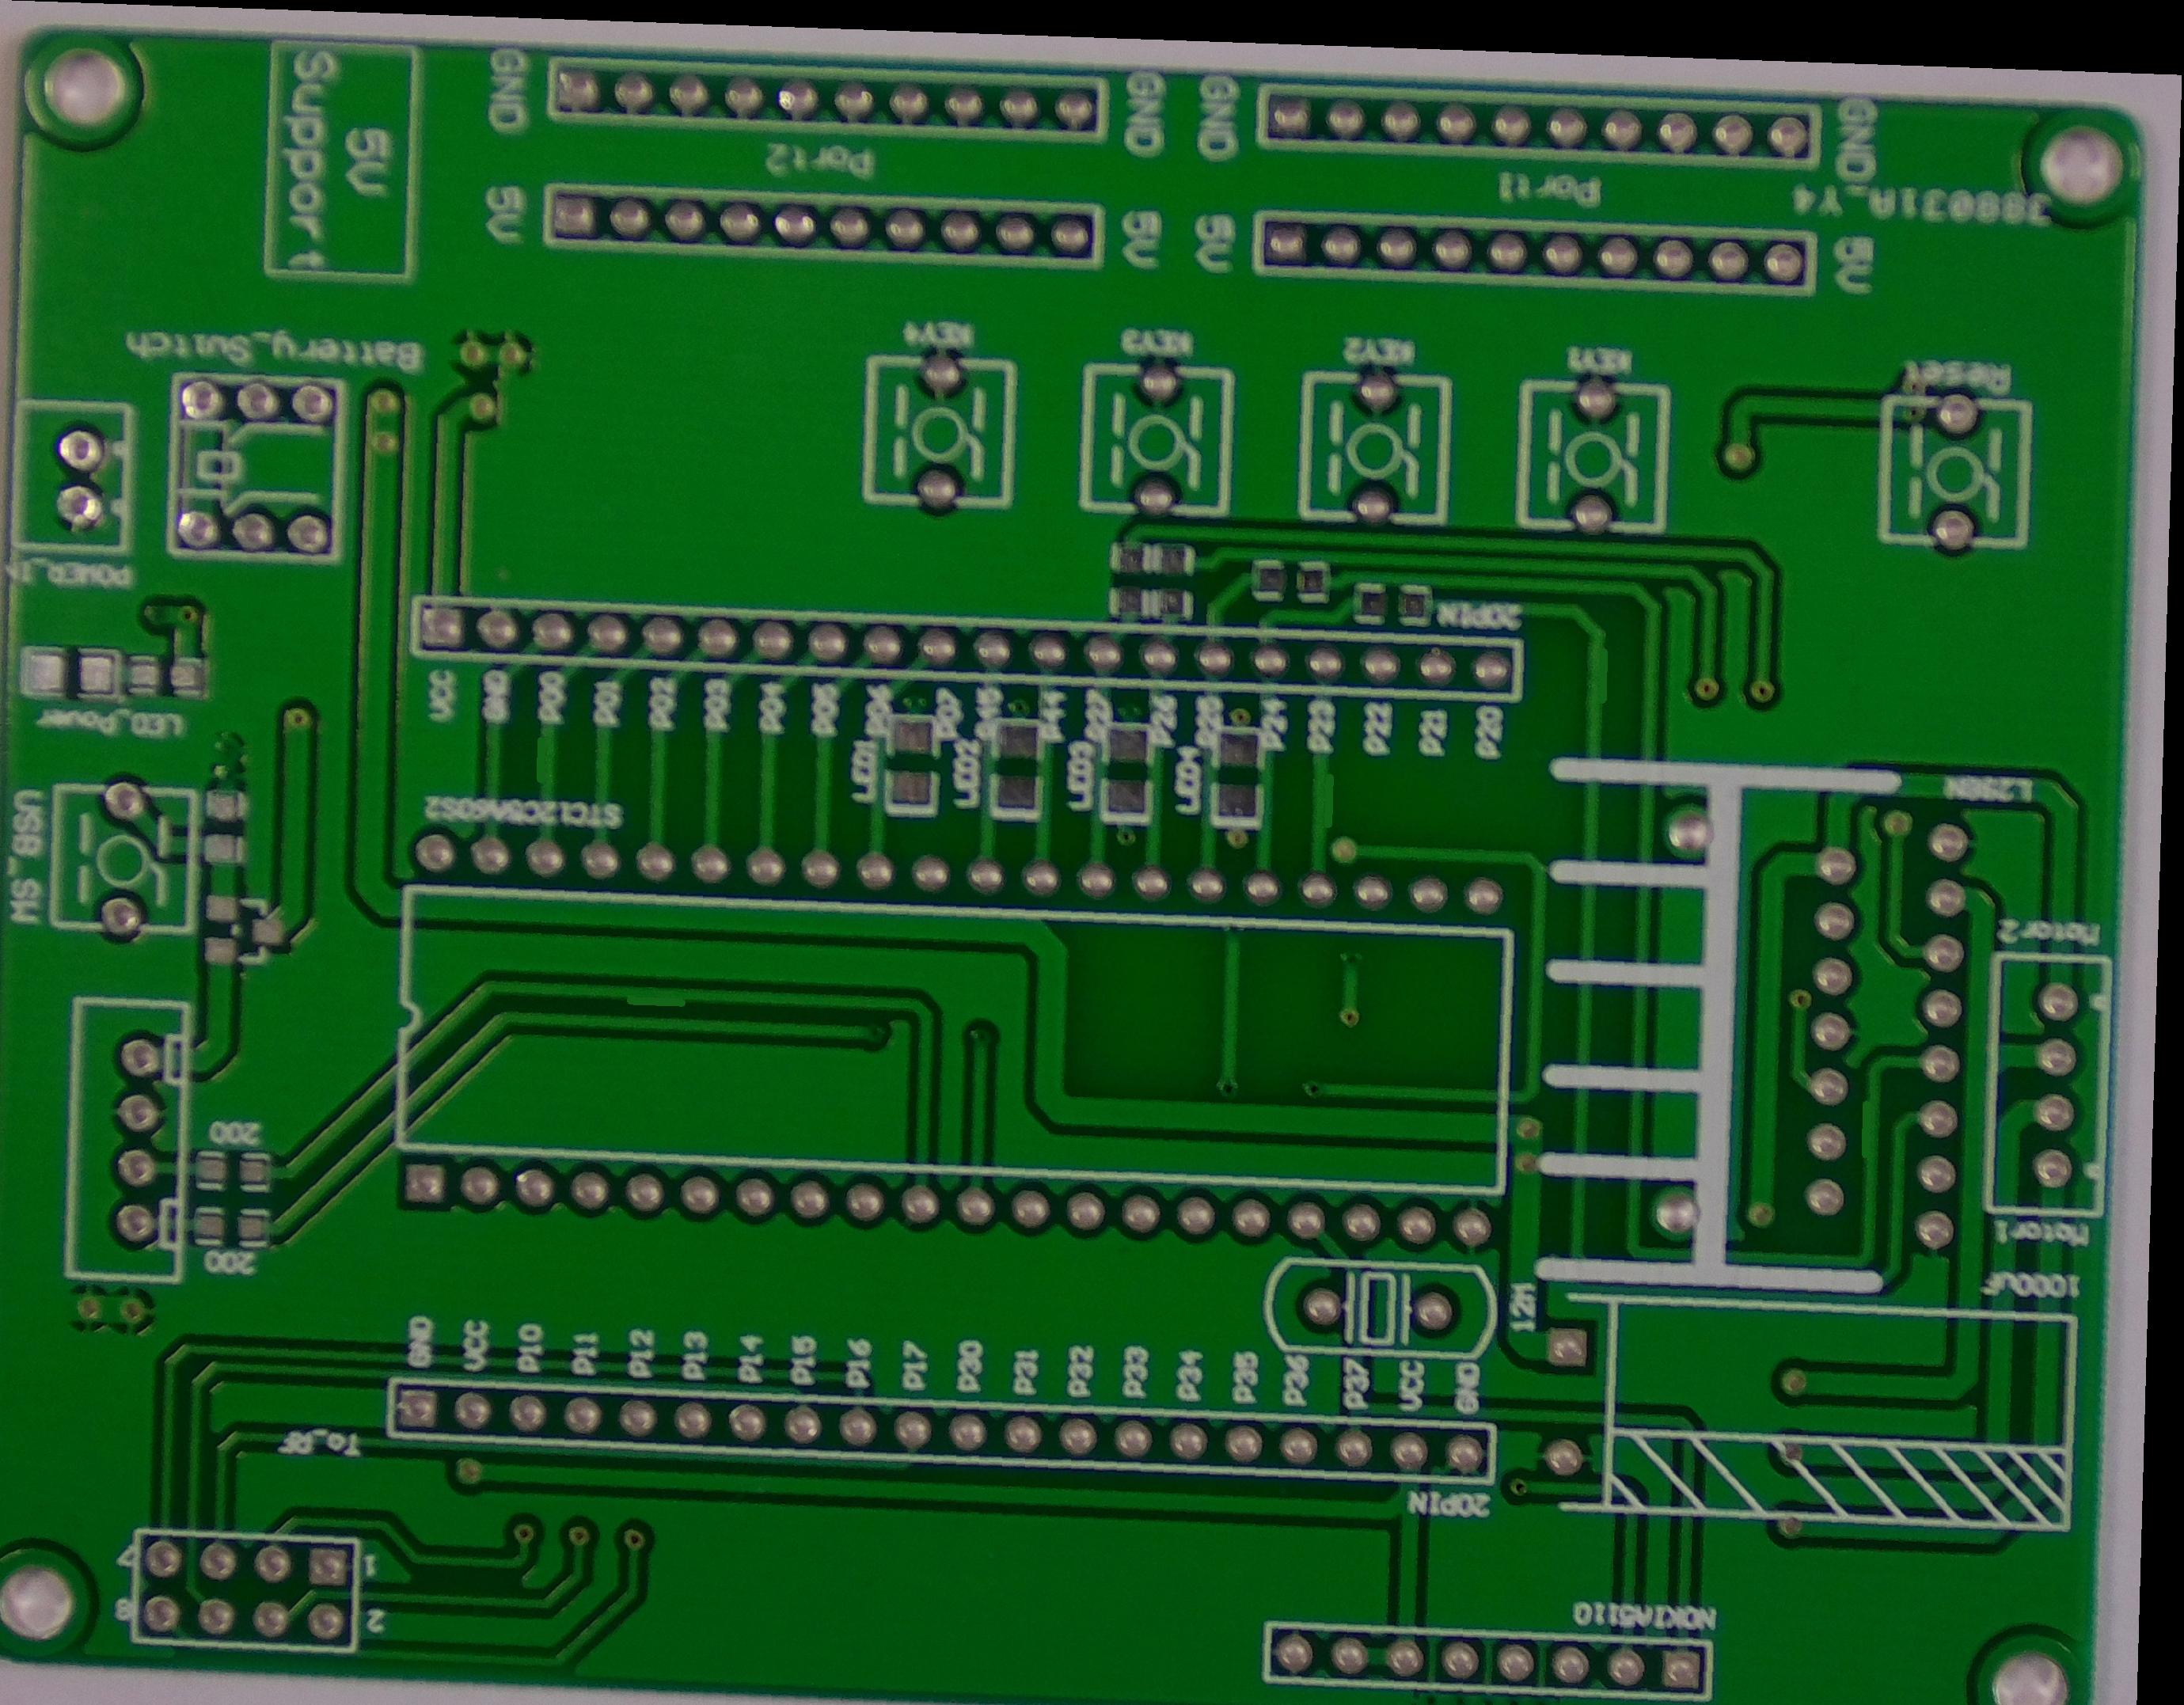 5V
Support
GND
GND
GND
GND
Port2
Port1
5V
5V
5V
5V
398031A_Y4
Battery_Switch
KEY4
KEY3
KEY2
KEY1
Reset
20PIN
LED_Power
VCC
GND
P00
P01
P02
P03
P04
P05
P06
P07
P45
P44
P27
P26
P25
P24
P23
P22
P21
P20
LED1
LED2
LED3
LED4
STC12C5A60S2
L298N
USB_SW
Motor2
200
200
Motor1
1000uF
12M
GND
VCC
P10
P11
P12
P13
P14
P15
P16
P17
P30
P31
P32
P33
P34
P35
P36
P37
VCC
GND
To_RF
20PIN
7
1
8
2
NOKIA5110